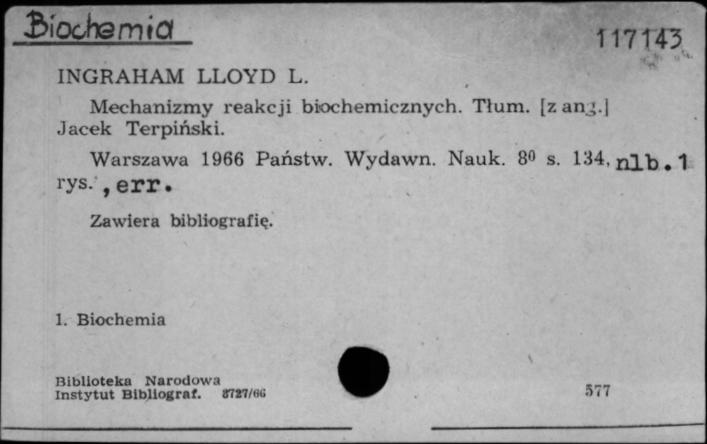 Biochemia
117143
INGRAHAM LLOYD L.
Mechanizmy reakcji biochemicznych. Tłum. [z ang.]
Jacek Terpiński.
Warszawa 1966 Państw. Wydawn. Nauk. 8⁰ s. 134, nlb. 1
rys., err.
Zawiera bibliografię.
1. Biochemia
Biblioteka Narodowa
Instytut Bibliograf. 8727/66
577